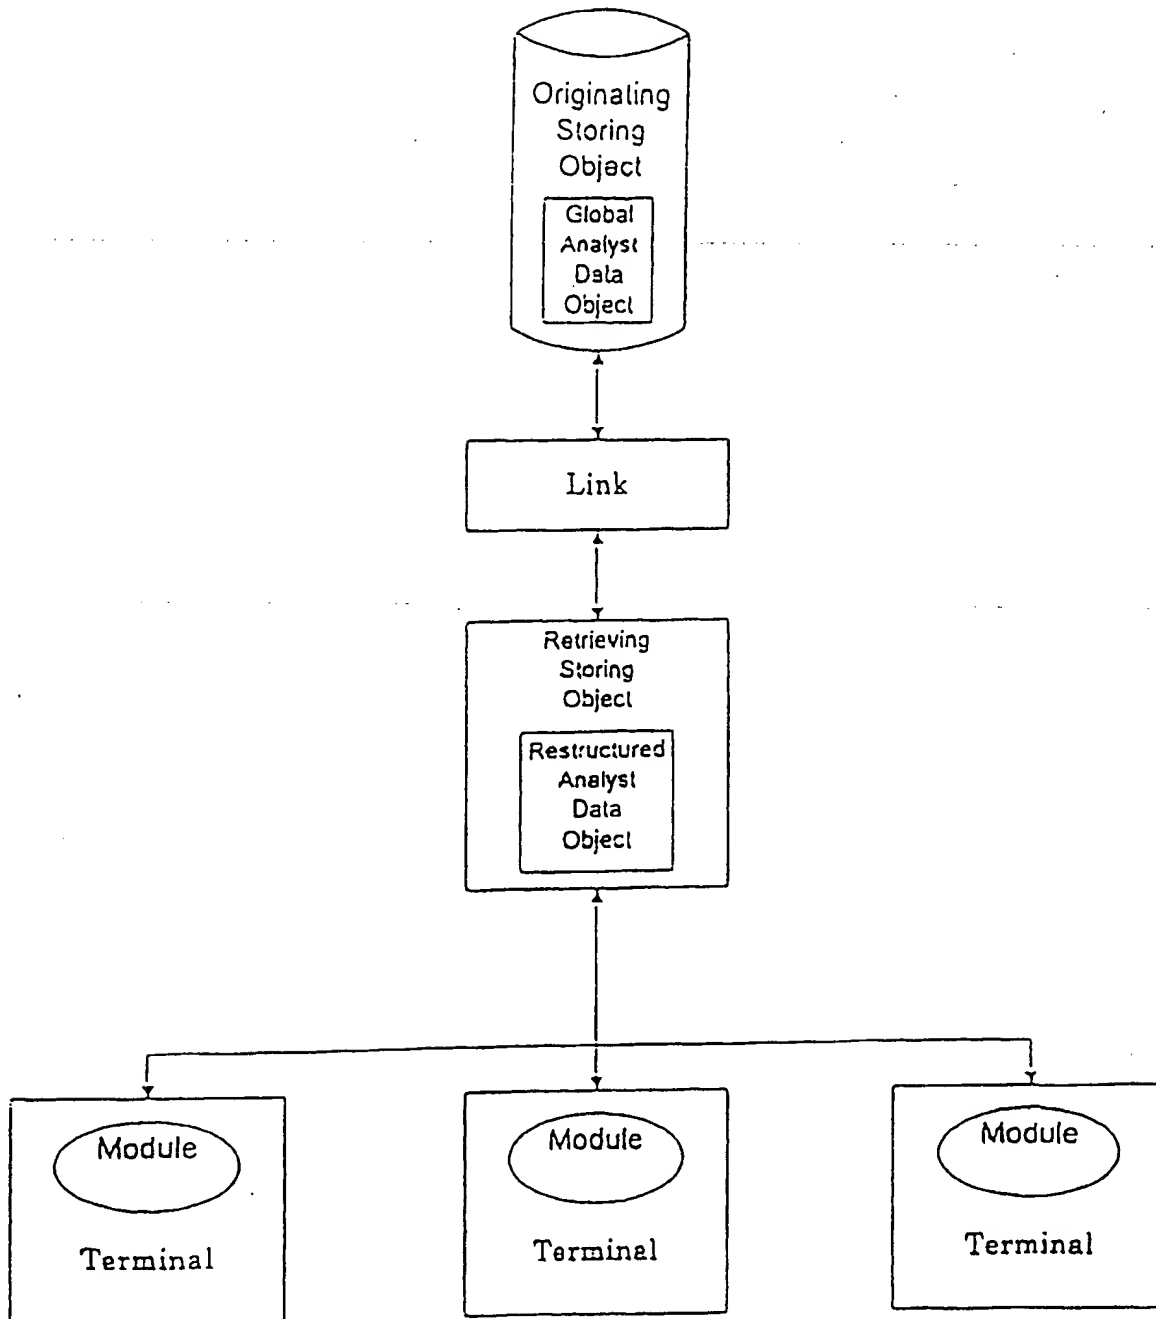 Originating
Storing
Object
Global
Analyst
Data
Object
Link
Retrieving
Storing
Object
Restructured
Analyst
Data
Object
Module
Module
Module
Terminal
Terminal
Terminal